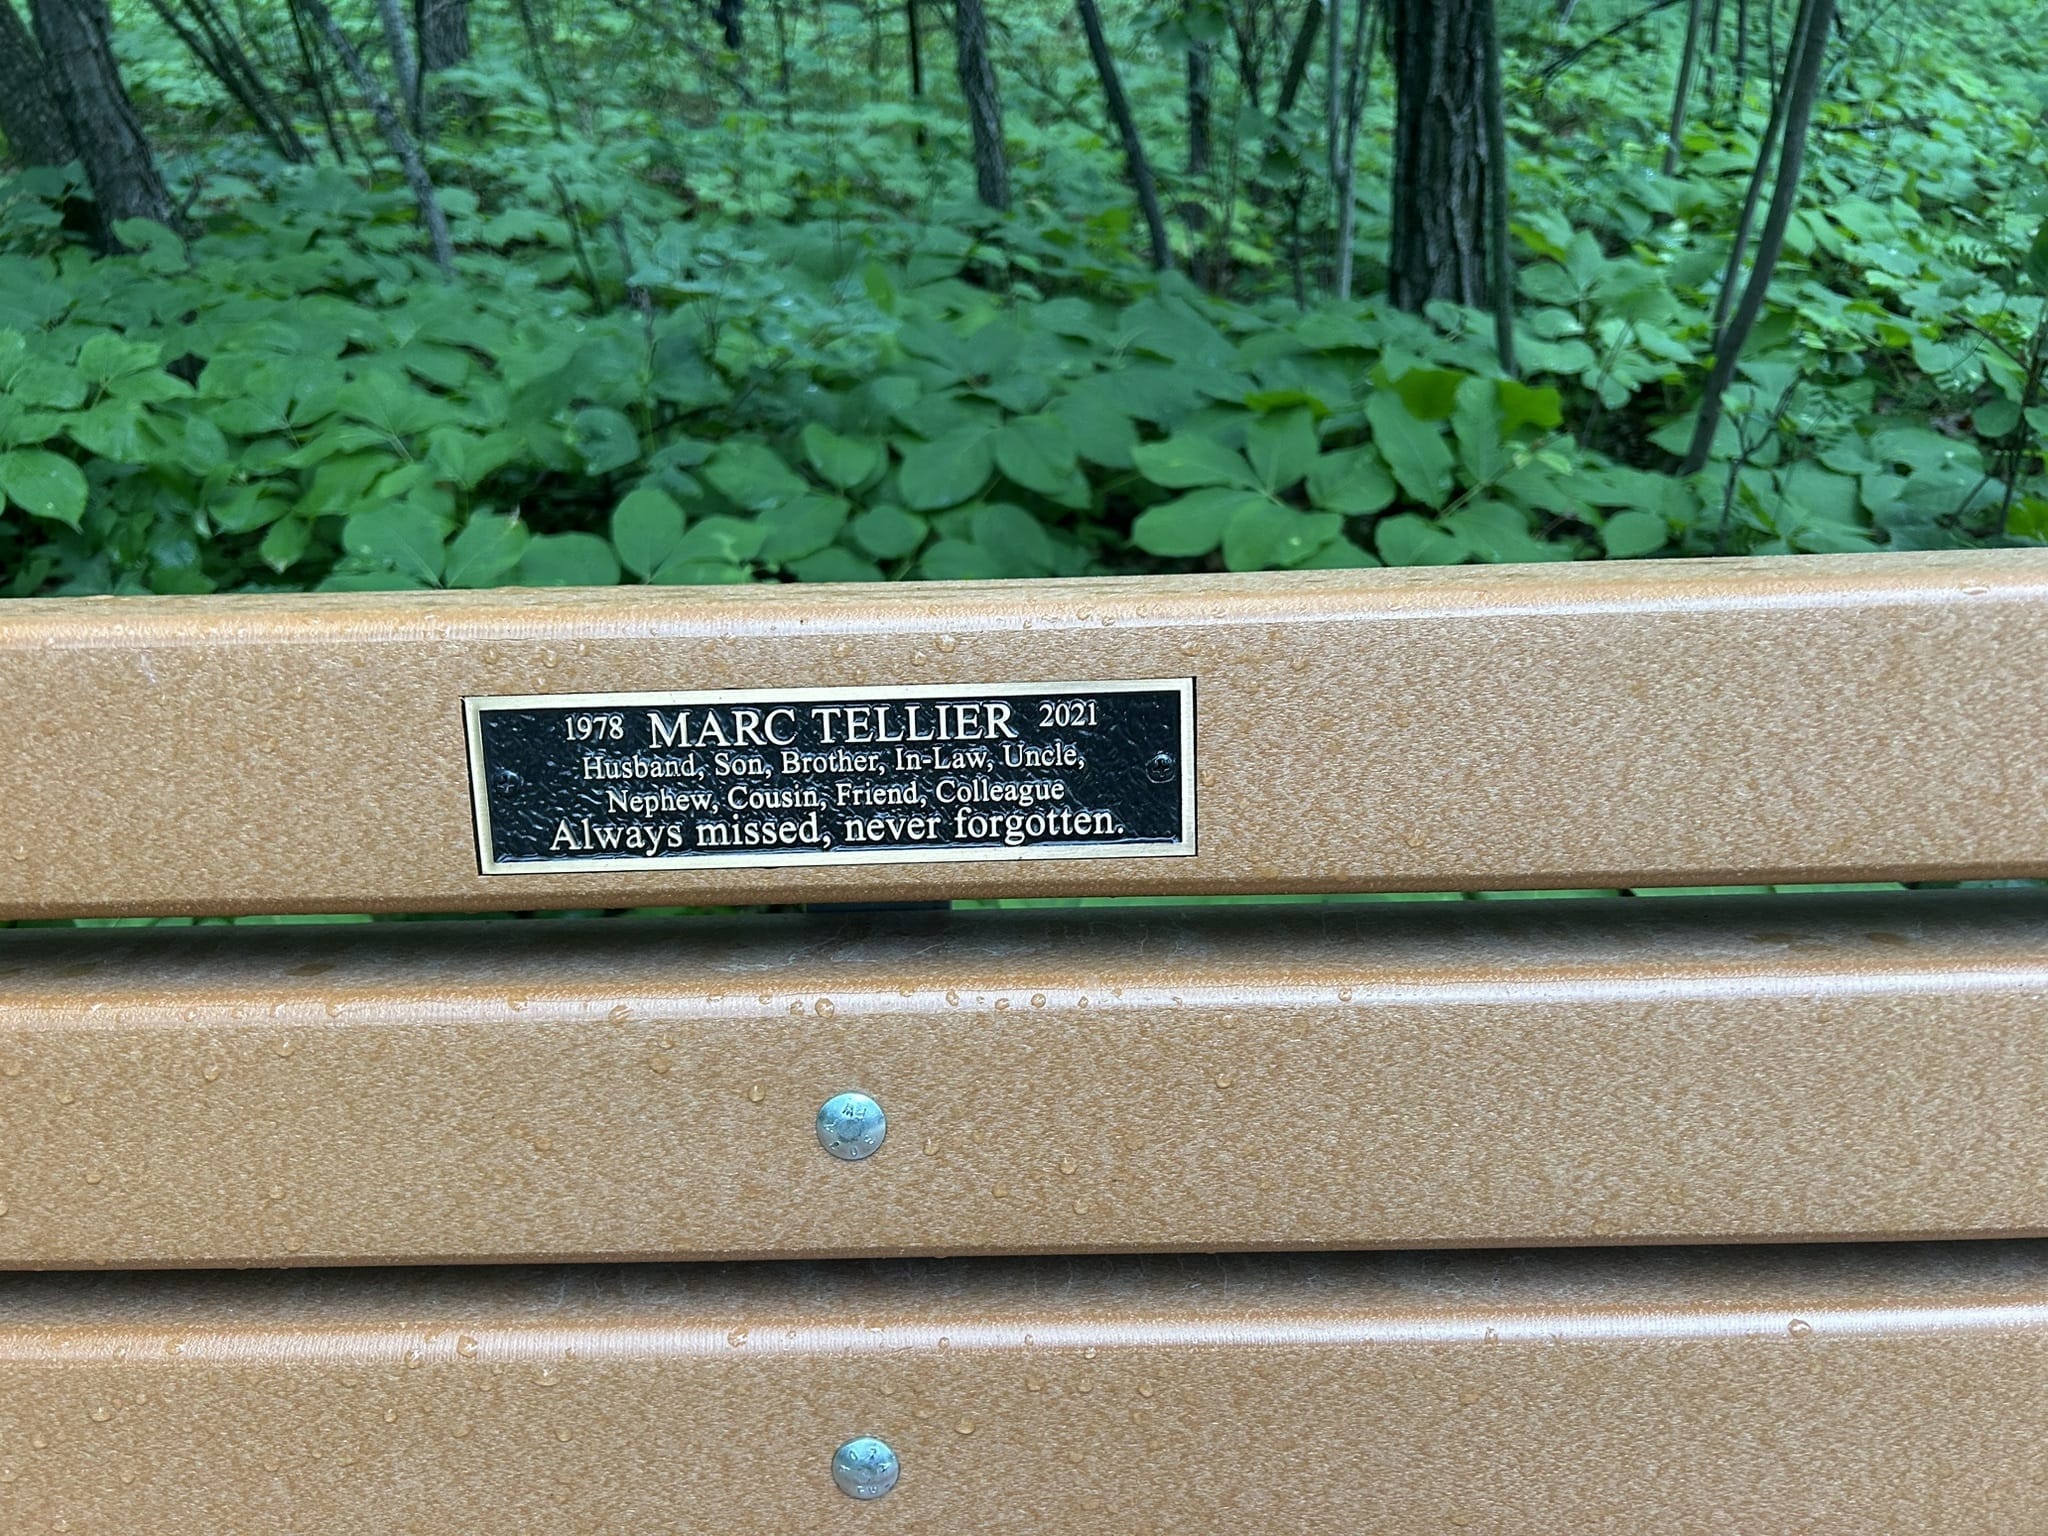 1978 MARC TELLIER 2021
Husband, Son, Brother, In-Law, Uncle,
Nephew, Cousin, Friend, Colleague
Always missed, never forgotten.